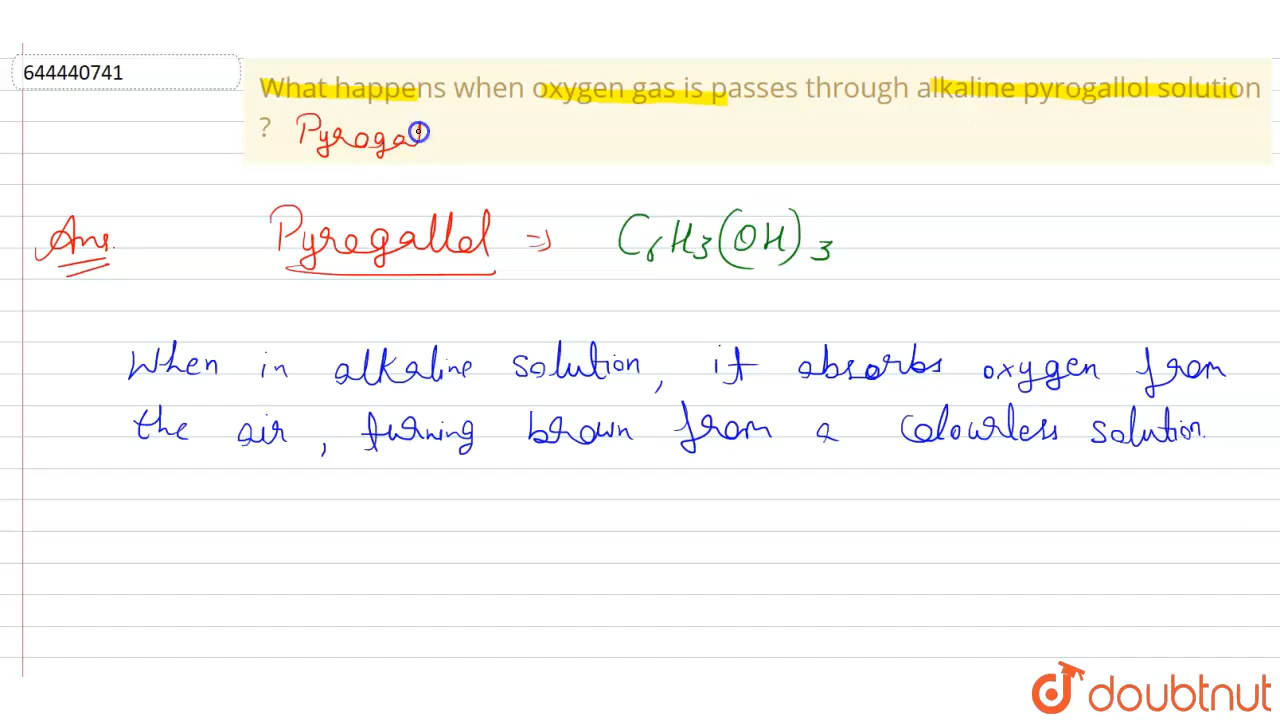 644440741
What happens when oxygen gas is passes through alkaline pyrogallol solution
? Pyrogal
Ans. Pyrogallol ⇒ C6H3(OH)3
When in alkaline solution, it absorbs oxygen from
the air, turning brown from a colourless solution.
doubtnut